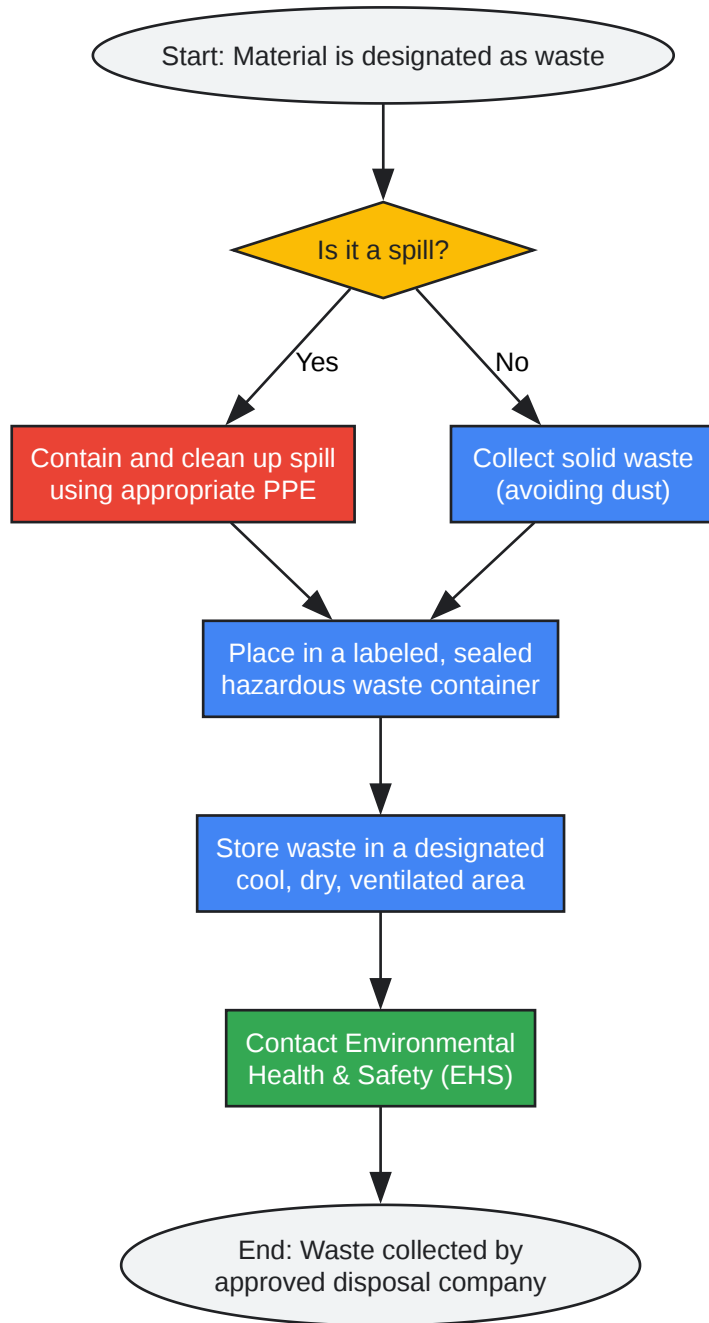 Start: Material is designated as waste
Is it a spill?
Yes
No
Contain and clean up spill
using appropriate PPE
Collect solid waste
(avoiding dust)
Place in a labeled, sealed
hazardous waste container
Store waste in a designated
cool, dry, ventilated area
Contact Environmental
Health & Safety (EHS)
End: Waste collected by
approved disposal company